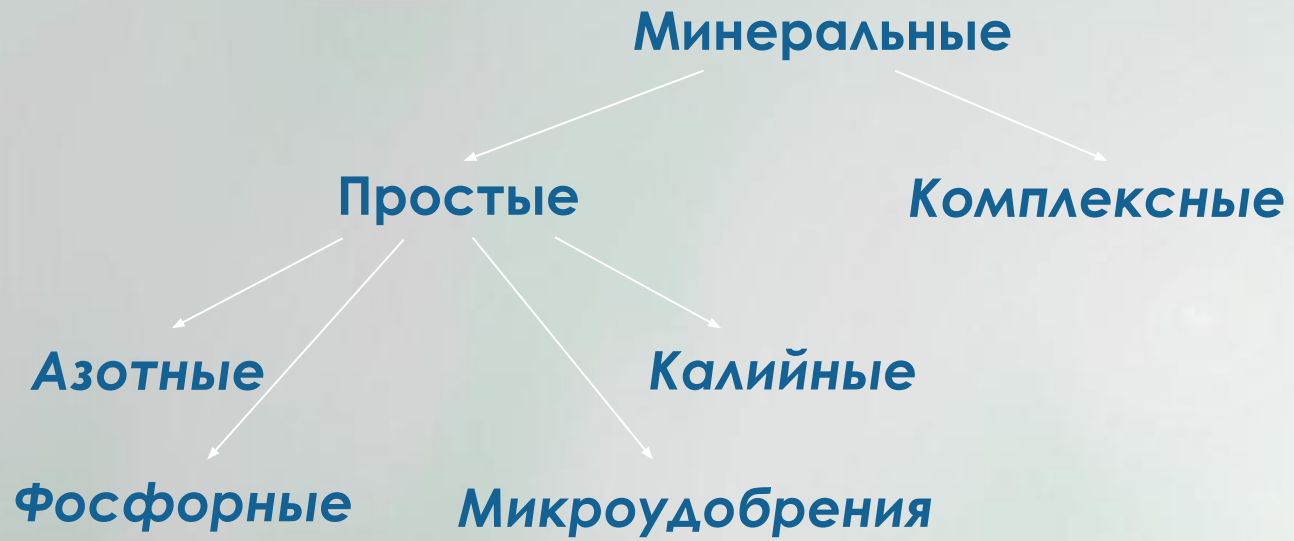 Минеральные
Простые
Комплексные
Азотные
Калийные
Фосфорные
Микроудобрения